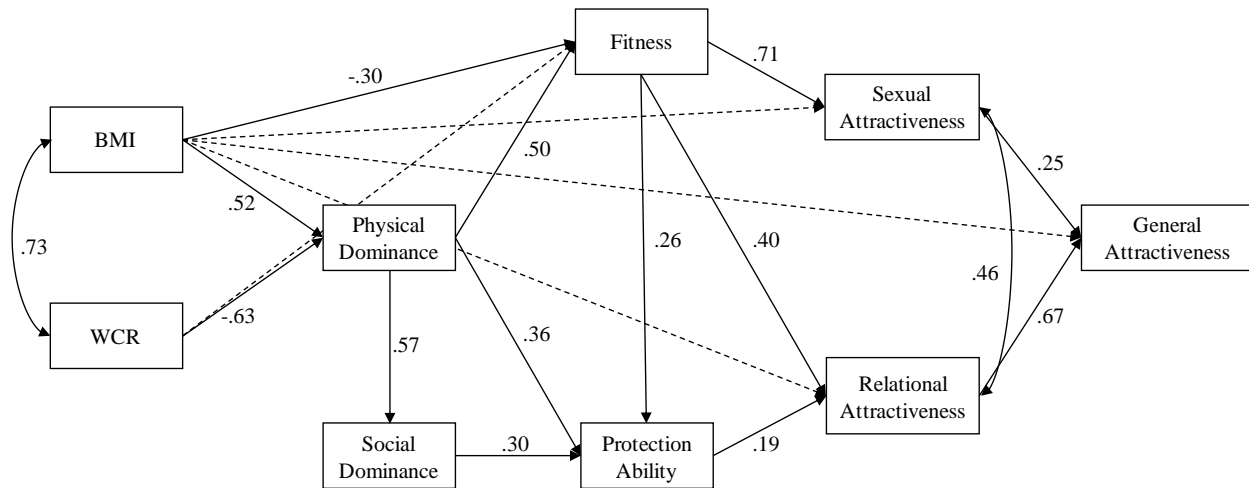 Fitness
.71
-.30
Sexual
Attractiveness
BMI
.50
.25
.52
Physical
Dominance
General
Attractiveness
.73
.26
.40
.46
WCR
-.63
.67
.57
.36
Relational
Attractiveness
Social
Dominance
.30
Protection
Ability
.19